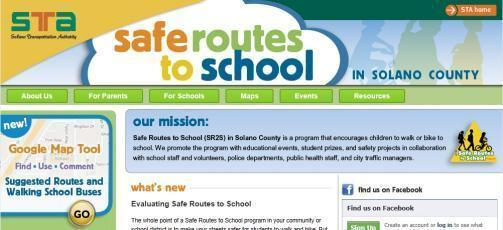 STA
Solano Transportation Authority
STA home
safe routes
to school
IN SOLANO COUNTY
About Us
For Parents
For Schools
Maps
Events
Resources
new!
Google Map Tool
Find • Use • Comment
Suggested Routes and
Walking School Buses
GO
our mission:
Safe Routes to School (SR2S) in Solano County is a program that encourages children to walk or bike to
school. We promote the program with educational events, student prizes, and safety projects in collaboration
with school staff and volunteers, police departments, public health staff, and city traffic managers.
Safe Routes
to School
what's new
Evaluating Safe Routes to School
The whole point of a Safe Routes to School program in your community or
school district is to make your streets safer for students to walk and bike. But
find us on Facebook
Find us on Facebook
Sign Up
Create an account or log in to see what